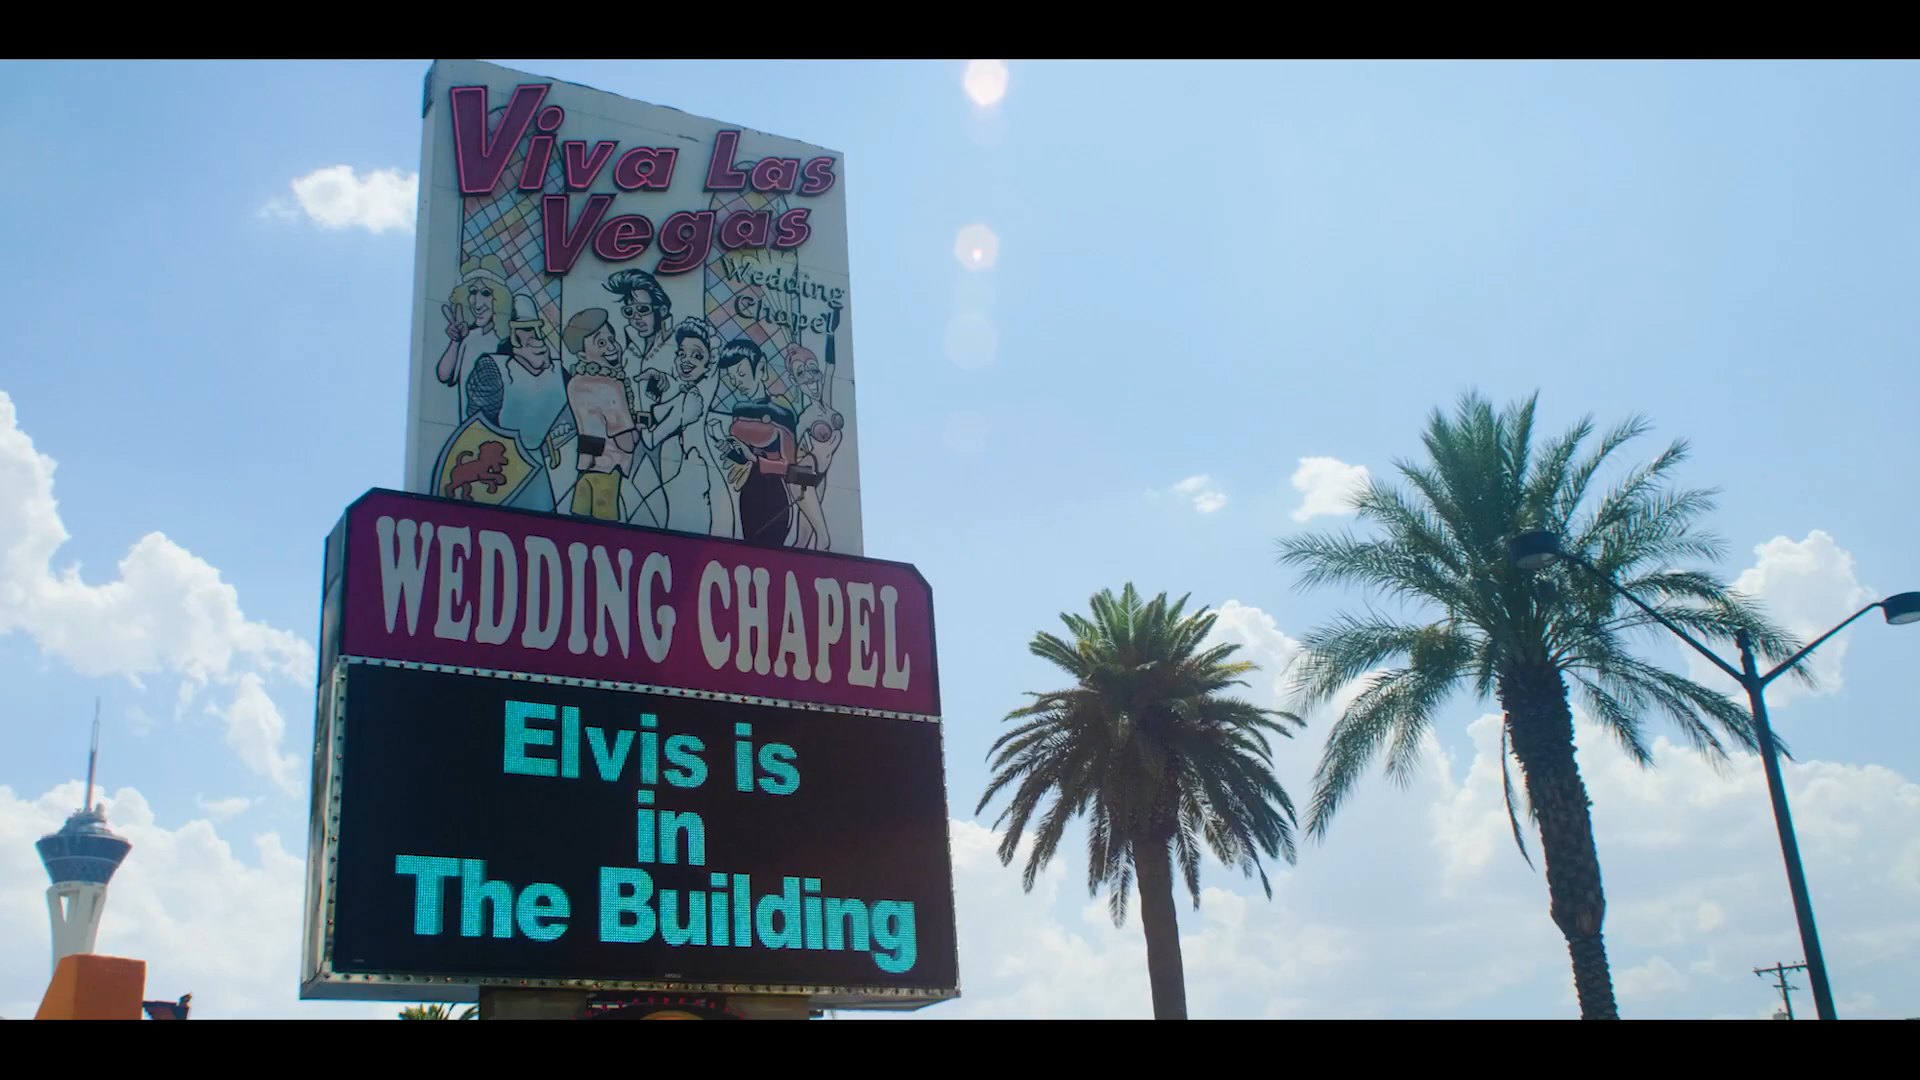 Viva Las
Vegas
Wedding
Chapel
WEDDING CHAPEL
Elvis is
in
The Building